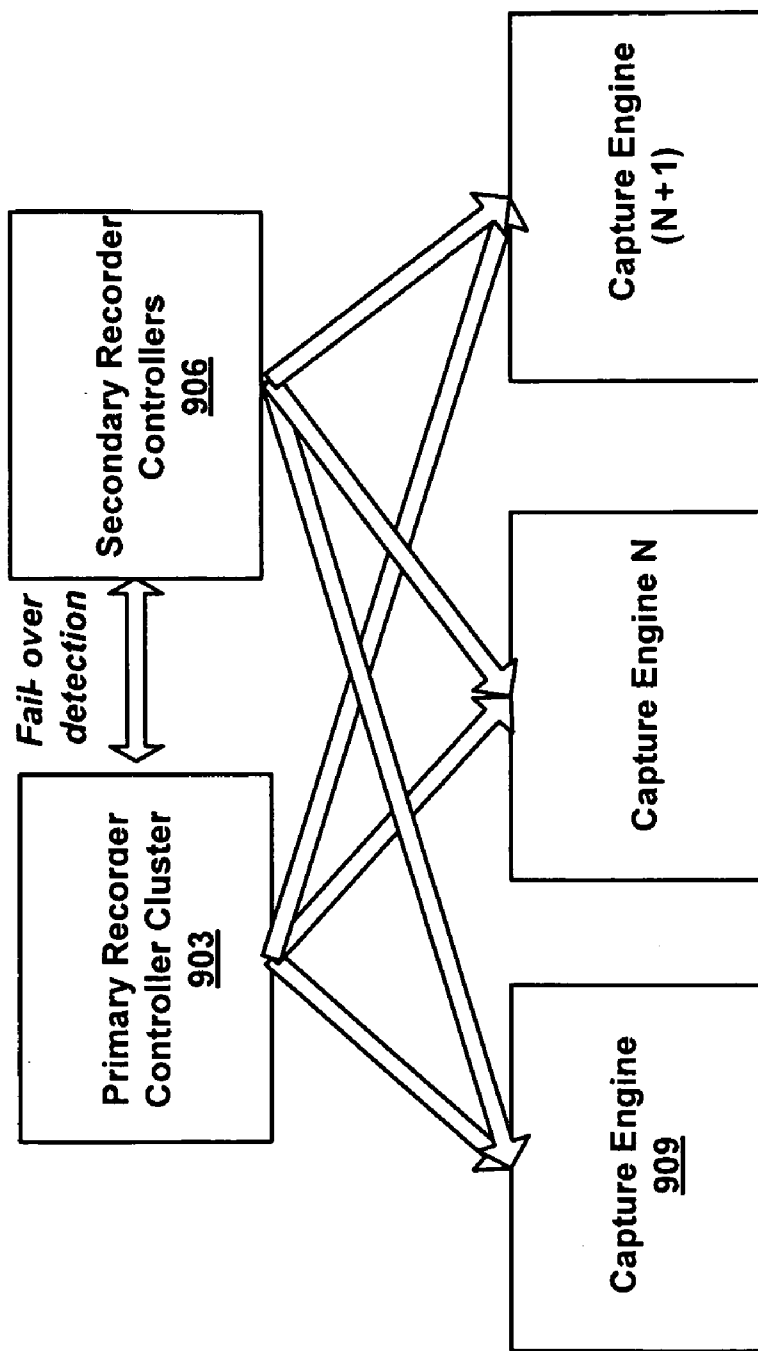 Primary Recorder
Controller Cluster
903
Fail- over
detection
Secondary Recorder
Controllers
906
Capture Engine
909
Capture Engine N
Capture Engine
(N + 1)